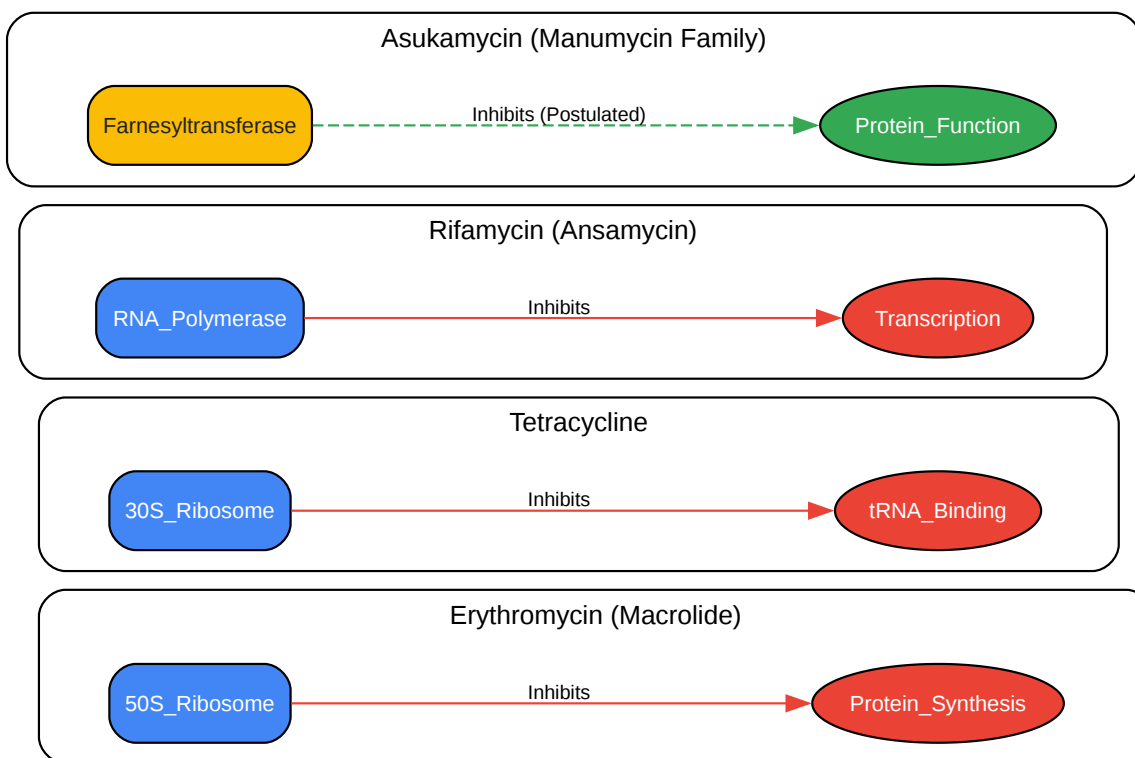 Asukamycin (Manumycin Family)
Farnesyltransferase
Inhibits (Postulated)
Protein_Function
Rifamycin (Ansamycin)
RNA_Polymerase
Inhibits
Transcription
Tetracycline
30S_Ribosome
Inhibits
tRNA_Binding
Erythromycin (Macrolide)
50S_Ribosome
Inhibits
Protein_Synthesis